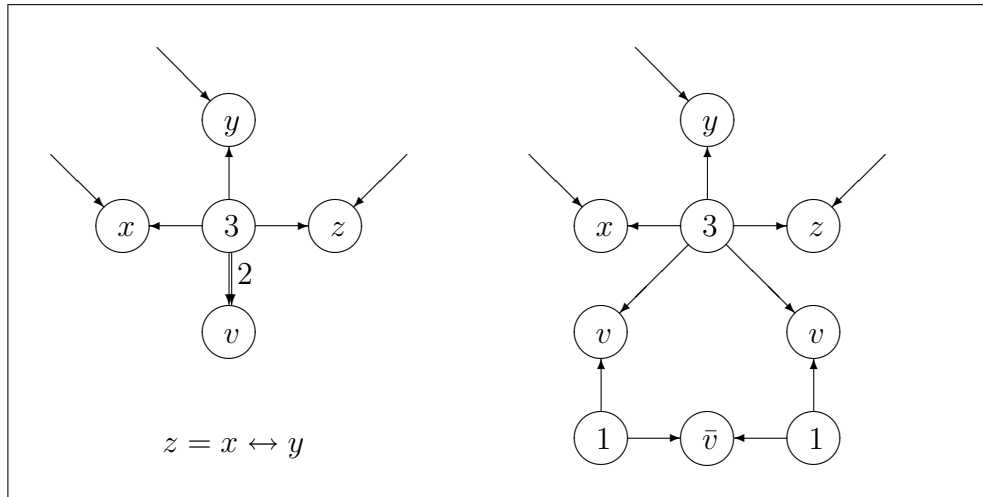 y y
x 3 z x 3 z
2
v v v
z = x ↔ y 1 v̄ 1